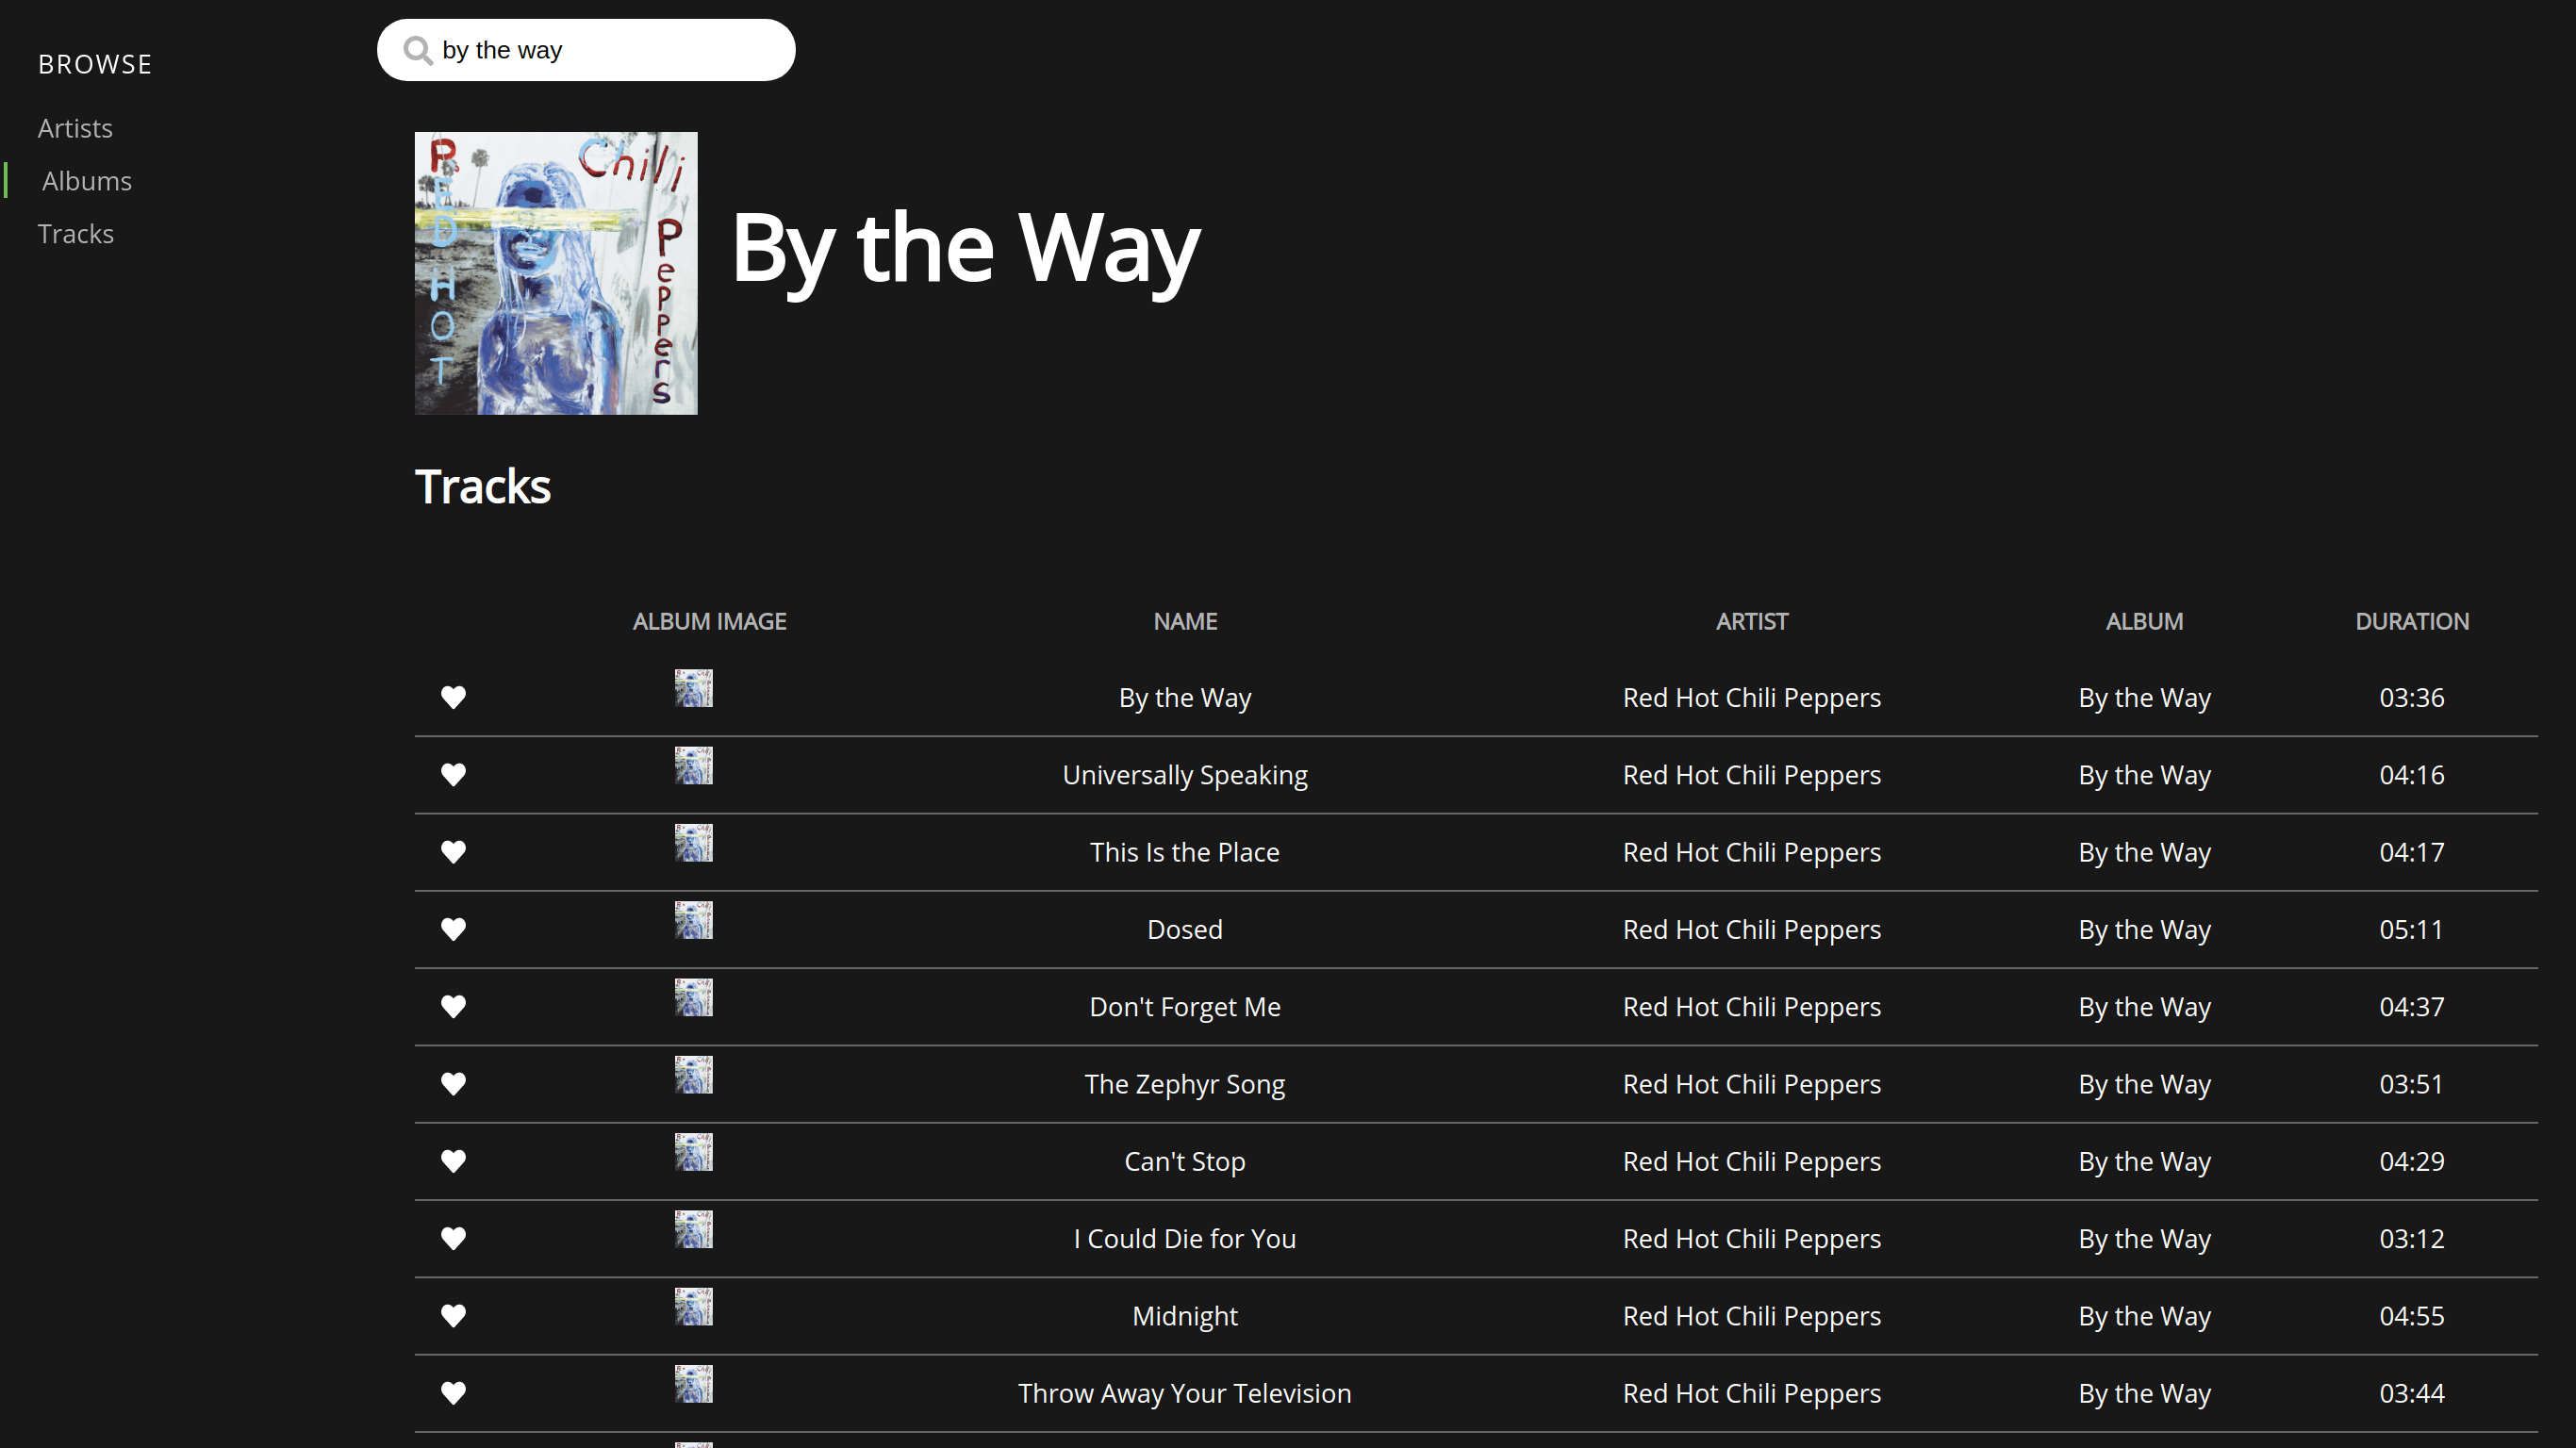 BROWSE
Artists
Albums
Tracks
by the way
RED HOT
Chili
Peppers
By the Way
Tracks
ALBUM IMAGE NAME ARTIST ALBUM DURATION
By the Way Red Hot Chili Peppers By the Way 03:36
Universally Speaking Red Hot Chili Peppers By the Way 04:16
This Is the Place Red Hot Chili Peppers By the Way 04:17
Dosed Red Hot Chili Peppers By the Way 05:11
Don't Forget Me Red Hot Chili Peppers By the Way 04:37
The Zephyr Song Red Hot Chili Peppers By the Way 03:51
Can't Stop Red Hot Chili Peppers By the Way 04:29
I Could Die for You Red Hot Chili Peppers By the Way 03:12
Midnight Red Hot Chili Peppers By the Way 04:55
Throw Away Your Television Red Hot Chili Peppers By the Way 03:44